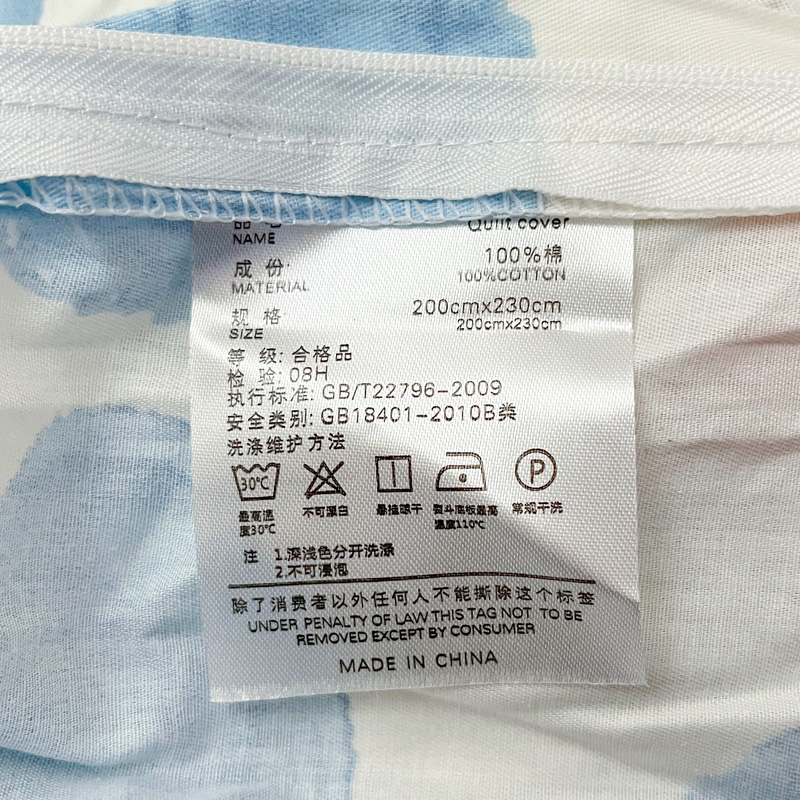 品 名
Quilt cover
NAME
成 份:
100%棉
MATERIAL
100%COTTON
规 格:
200cmx230cm
SIZE
200cmx230cm
等 级: 合格品
检 验: 08H
执行标准: GB/T22796-2009
安全类别: GB18401-2010B类
洗涤维护方法
30℃
P
最高温度30℃
不可漂白
悬挂晾干
熨斗底板最高温度110℃
常规干洗
注 1.深浅色分开洗涤
2.不可浸泡
除了消费者以外任何人不能撕除这个标签
UNDER PENALTY OF LAW THIS TAG NOT TO BE
REMOVED EXCEPT BY CONSUMER
MADE IN CHINA